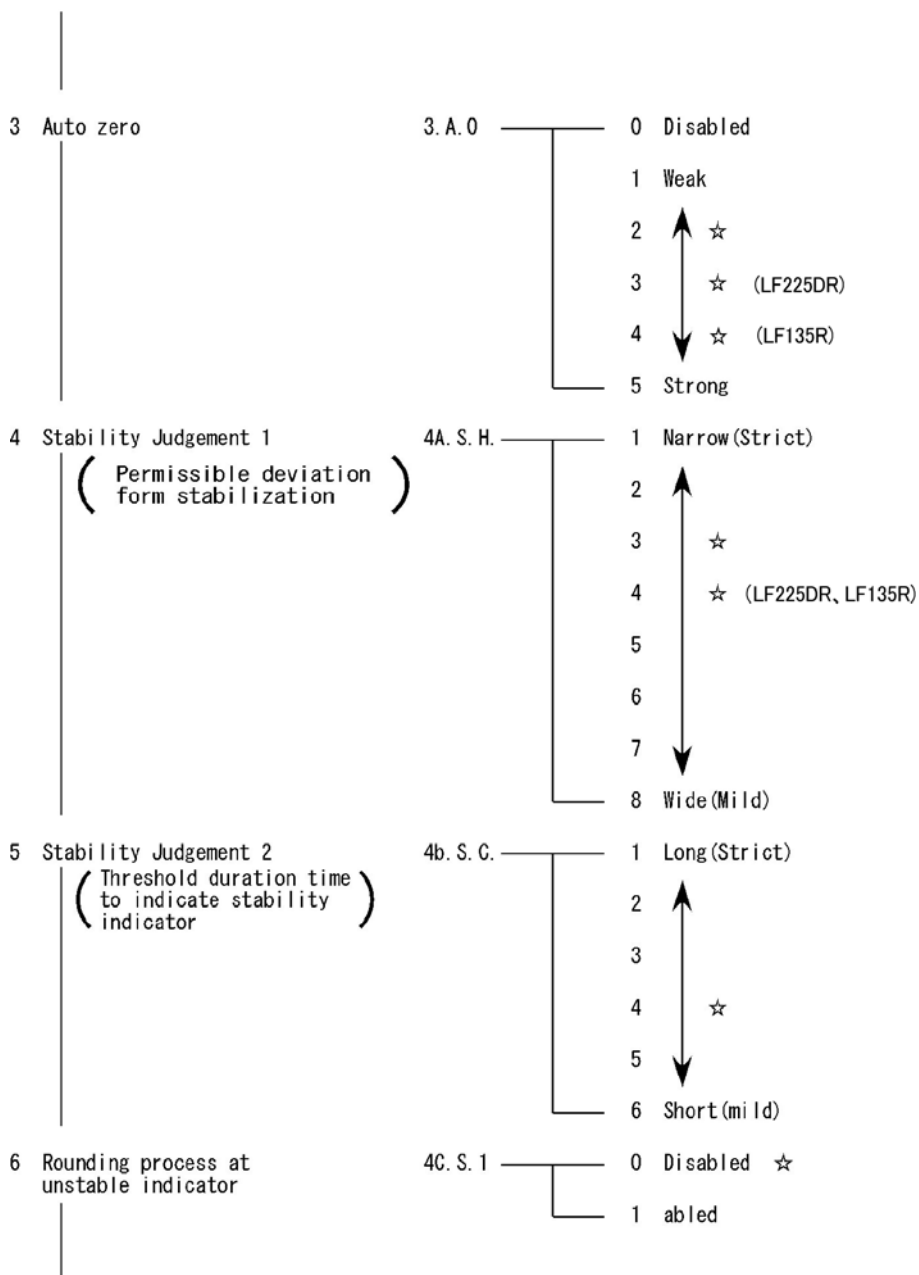 3 Auto zero 3.A.0 0 Disabled
1 Weak
2 ☆
3 ☆ (LF225DR)
4 ☆ (LF135R)
5 Strong
4 Stability Judgement 1 4A.S.H. 1 Narrow(Strict)
( Permissible deviation
form stabilization )
2
3 ☆
4 ☆ (LF225DR、LF135R)
5
6
7
8 Wide(Mild)
5 Stability Judgement 2 4b.S.C. 1 Long(Strict)
( Threshold duration time
to indicate stability
indicator )
2
3
4 ☆
5
6 Short(mild)
6 Rounding process at
unstable indicator
4C.S.1 0 Disabled ☆
1 abled